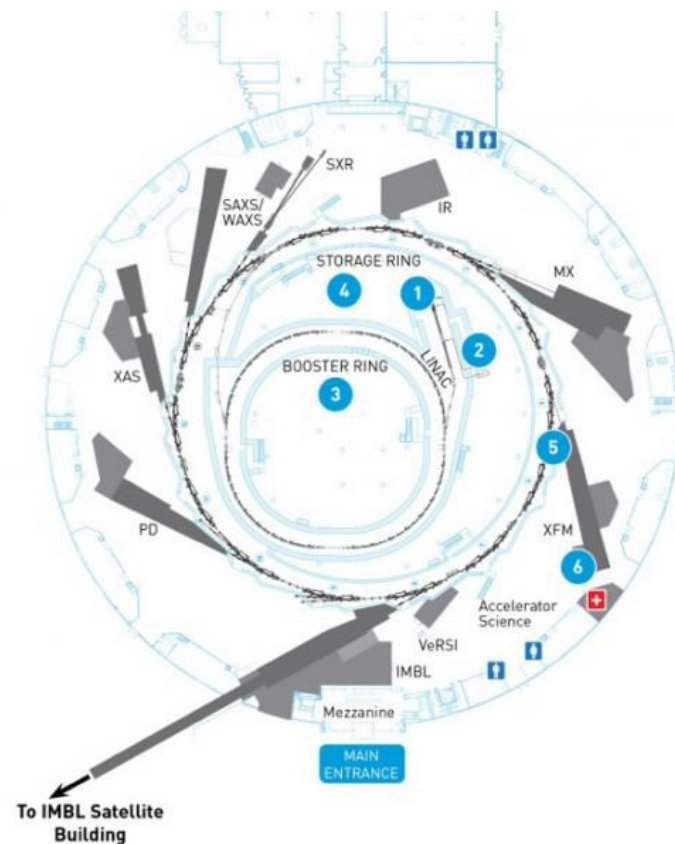 SXR
SAXS/
WAXS
IR
STORAGE RING
MX
4
1
2
LINAC
XAS
BOOSTER RING
3
5
PD
XFM
6
Accelerator
Science
VeRSI
IMBL
Mezzanine
MAIN
ENTRANCE
To IMBL Satellite
Building